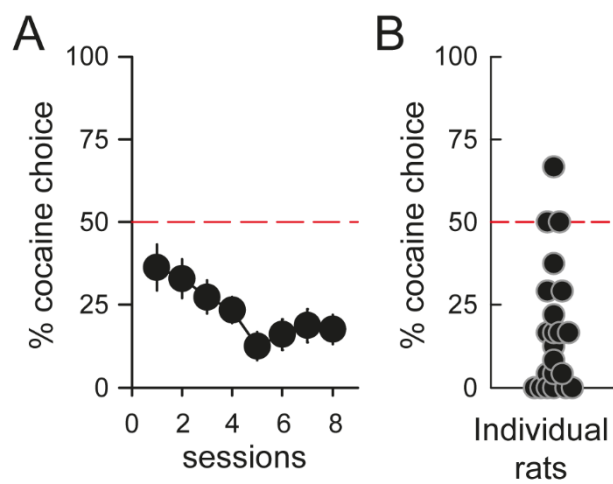 A
% cocaine choice
100
75
50
25
0
0 2 4 6 8
sessions
B
% cocaine choice
100
75
50
25
0
Individual
rats